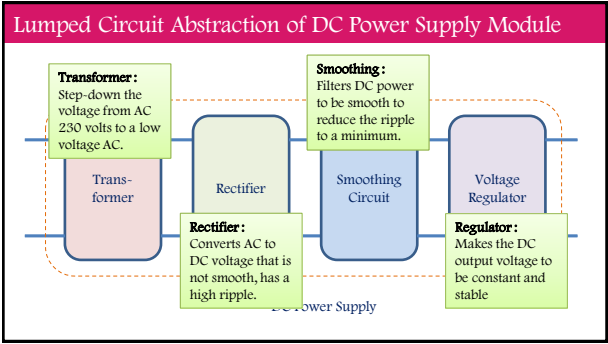 Lumped Circuit Abstraction of DC Power Supply Module
Transformer:
Step-down the
voltage from AC
230 volts to a low
voltage AC.
Smoothing:
Filters DC power
to be smooth to
reduce the ripple
to a minimum.
Trans-
former
Rectifier
Smoothing
Circuit
Voltage
Regulator
Rectifier:
Converts AC to
DC voltage that is
not smooth, has a
high ripple.
Regulator:
Makes the DC
output voltage to
be constant and
stable
DC Power Supply